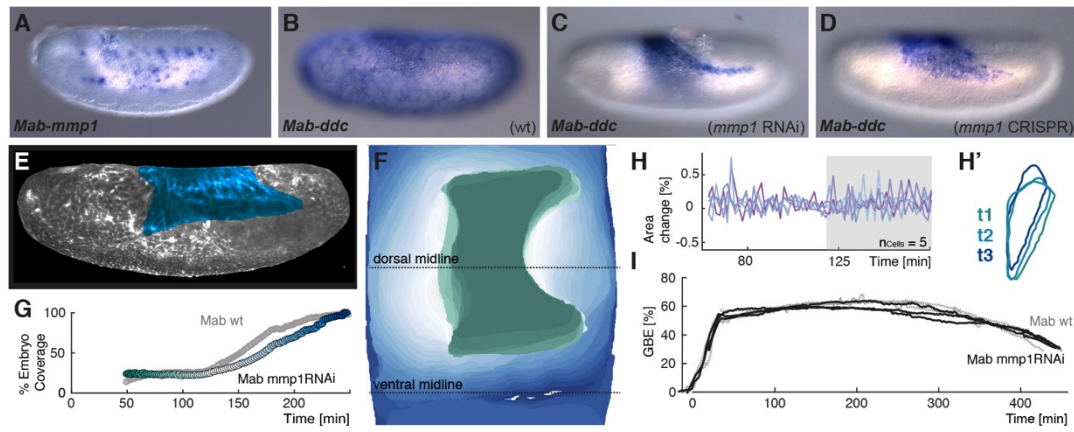 A
Mab-mmp1
B
Mab-ddc
(wt)
C
Mab-ddc
(mmp1 RNAi)
D
Mab-ddc
(mmp1 CRISPR)
E
F
dorsal midline
ventral midline
G
% Embryo
Coverage
100
50
0
0
50
100
150
200
Time [min]
Mab wt
Mab mmp1RNAi
H
Area
change [%]
0.5
0
-0.5
80
125
Time [min]
nCells = 5
H'
t1
t2
t3
I
GBE [%]
80
60
40
20
0
0
100
200
300
400
Time [min]
Mab wt
Mab mmp1RNAi